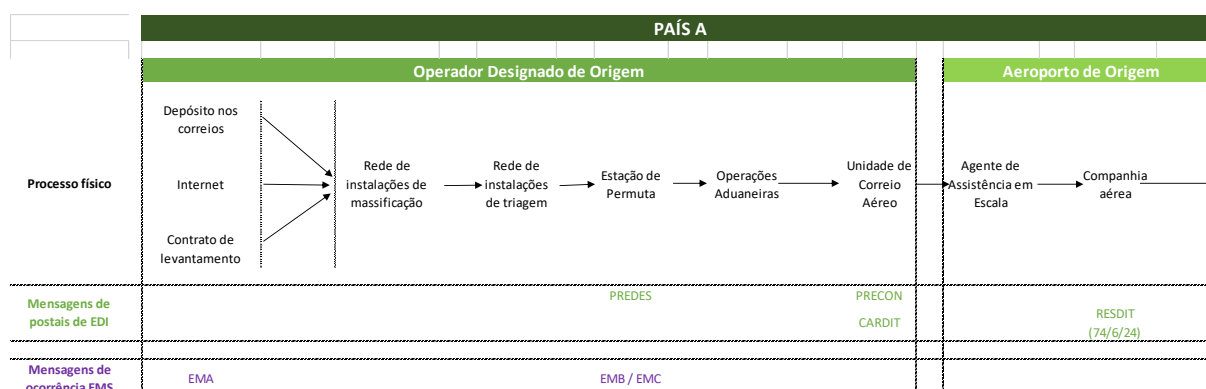 PAÍS A
Operador Designado de Origem
Aeroporto de Origem
Depósito nos
correios
Processo físico
Internet
Rede de
instalações de
massificação
Rede de
instalações
de triagem
Estação de
Permuta
Operações
Aduaneiras
Unidade de
Correio
Aéreo
Agente de
Assistência em
Escala
Companhia
aérea
Contrato de
levantamento
Mensagens de
postais de EDI
PREDES
PRECON
CARDIT
RESDIT
(74/6/24)
Mensagens de
ocorrência EMS
EMA
EMB / EMC